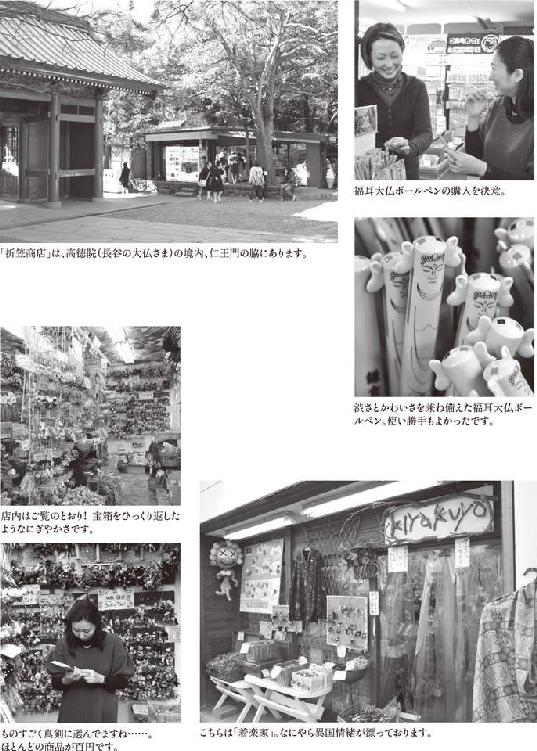 「折笠商店」は、高徳院(長谷の大仏さま)の境内、仁王門の脇にあります。
福耳大仏ボールペンの購入を決意。
渋さとかわいさを兼ね備えた福耳大仏ボー
ルペン。使い勝手もよかったです。
店内はご覧のとおり! 宝箱をひっくり返した
ようなにぎやかさです。
kiyakuyo
ものすごく真剣に選んでますね……。
ほとんどの商品が百円です。
こちらは「着楽家」。なにやら異国情緒が漂っております。